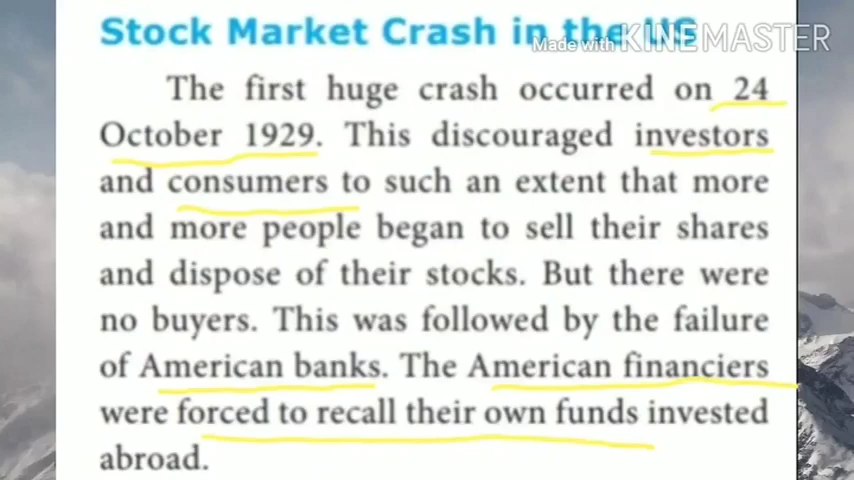 Stock Market Crash in the US
Made with KINEMASTER
The first huge crash occurred on 24
October 1929. This discouraged investors
and consumers to such an extent that more
and more people began to sell their shares
and dispose of their stocks. But there were
no buyers. This was followed by the failure
of American banks. The American financiers
were forced to recall their own funds invested
abroad.